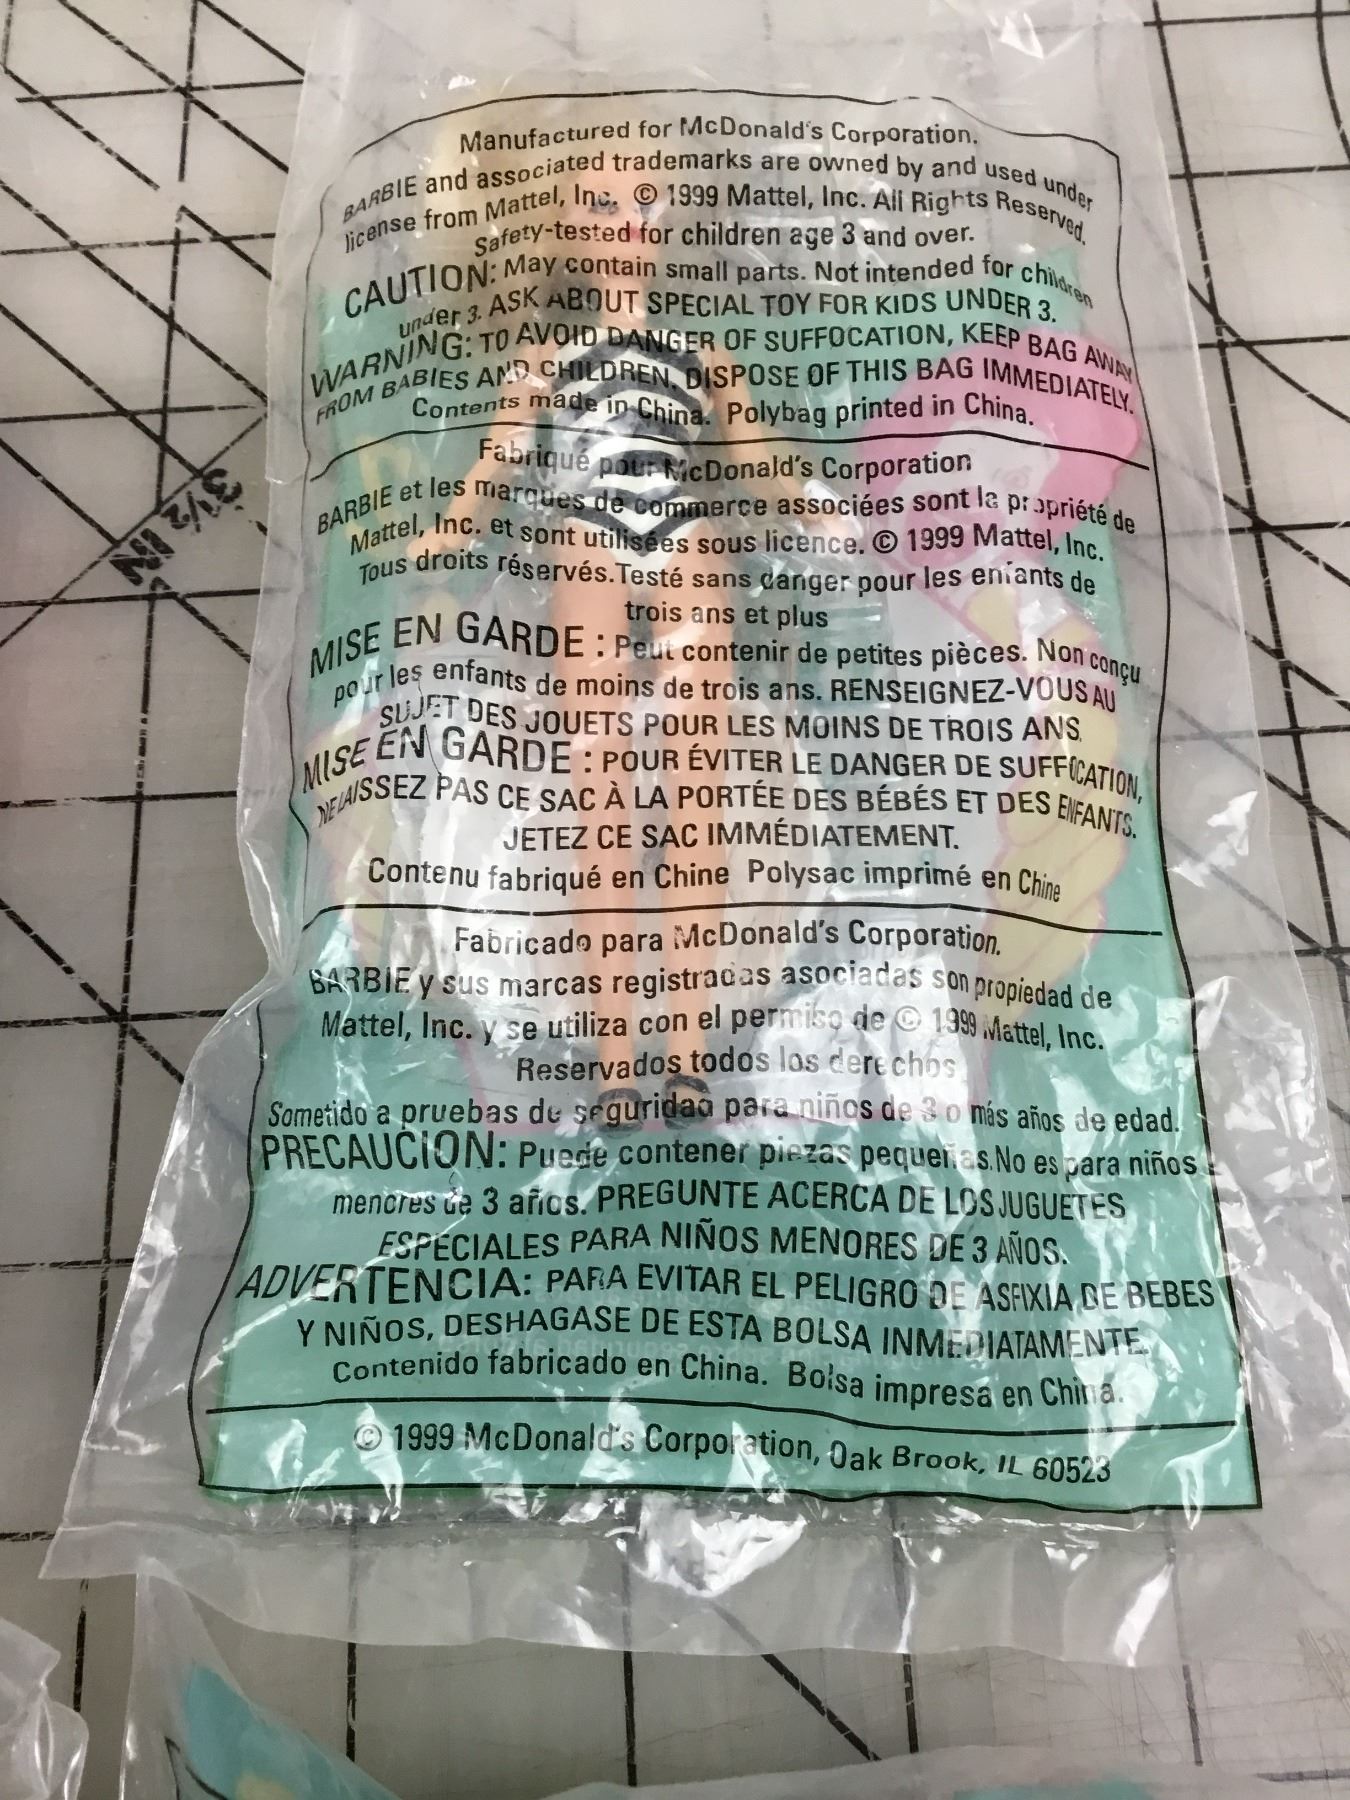 Manufactured for McDonald's Corporation.
BARBIE and associated trademarks are owned by and used under
license from Mattel, Inc. © 1999 Mattel, Inc. All Rights Reserved.
Safety-tested for children age 3 and over.
CAUTION: May contain small parts. Not intended for children
under 3. ASK ABOUT SPECIAL TOY FOR KIDS UNDER 3.
WARNING: TO AVOID DANGER OF SUFFOCATION, KEEP BAG AWAY
FROM BABIES AND CHILDREN. DISPOSE OF THIS BAG IMMEDIATELY.
Contents made in China. Polybag printed in China.
Fabriqué pour McDonald's Corporation
BARBIE et les marques de commerce associées sont la propriété de
Mattel, Inc. et sont utilisées sous licence. © 1999 Mattel, Inc.
Tous droits réservés. Testé sans danger pour les enfants de
trois ans et plus
MISE EN GARDE : Peut contenir de petites pièces. Non conçu
pour les enfants de moins de trois ans. RENSEIGNEZ-VOUS AU
SUJET DES JOUETS POUR LES MOINS DE TROIS ANS.
MISE EN GARDE : POUR ÉVITER LE DANGER DE SUFFOCATION,
NE LAISSEZ PAS CE SAC À LA PORTÉE DES BÉBÉS ET DES ENFANTS.
JETEZ CE SAC IMMÉDIATEMENT.
Contenu fabriqué en Chine Polysac imprimé en Chine
Fabricado para McDonald's Corporation.
BARBIE y sus marcas registradas asociadas son propiedad de
Mattel, Inc. y se utiliza con el permiso de © 1999 Mattel, Inc.
Reservados todos los derechos
Sometido a pruebas de seguridad para niños de 3 o más años de edad.
PRECAUCION: Puede contener piezas pequeñas. No es para niños
menores de 3 años. PREGUNTE ACERCA DE LOS JUGUETES
ESPECIALES PARA NIÑOS MENORES DE 3 AÑOS.
ADVERTENCIA: PARA EVITAR EL PELIGRO DE ASFIXIA DE BEBES
Y NIÑOS, DESHAGASE DE ESTA BOLSA INMEDIATAMENTE.
Contenido fabricado en China. Bolsa impresa en China.
© 1999 McDonald's Corporation, Oak Brook, IL 60523
3 1/2 IN